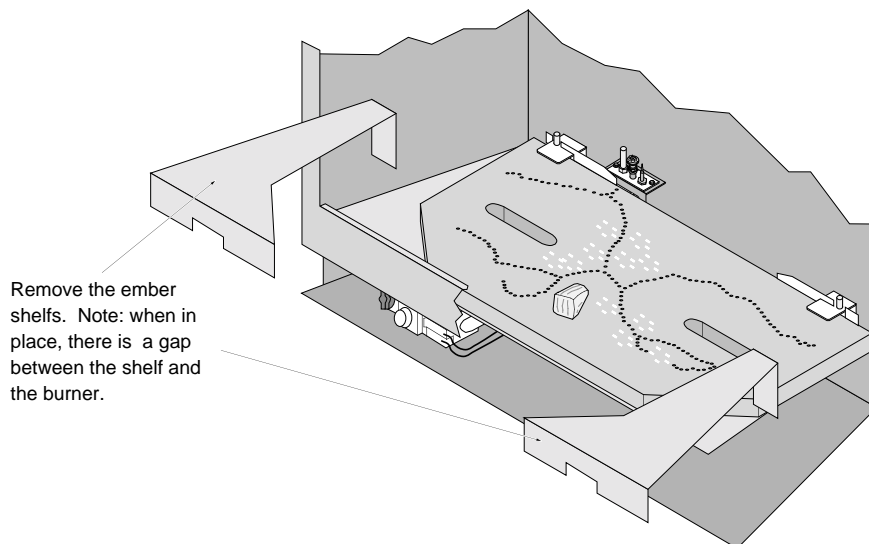 Remove the ember
shelfs.  Note: when in
place, there is  a gap
between the shelf and
the burner.